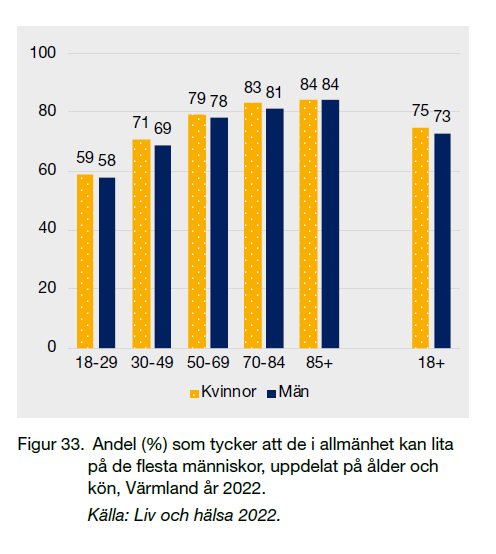 100
80
60
40
20
0
59 58
71 69
79 78
83 81
84 84
75 73
18-29 30-49 50-69 70-84 85+ 18+
Kvinnor Män
Figur 33. Andel (%) som tycker att de i allmänhet kan lita
på de flesta människor, uppdelat på ålder och
kön, Värmland år 2022.
Källa: Liv och hälsa 2022.